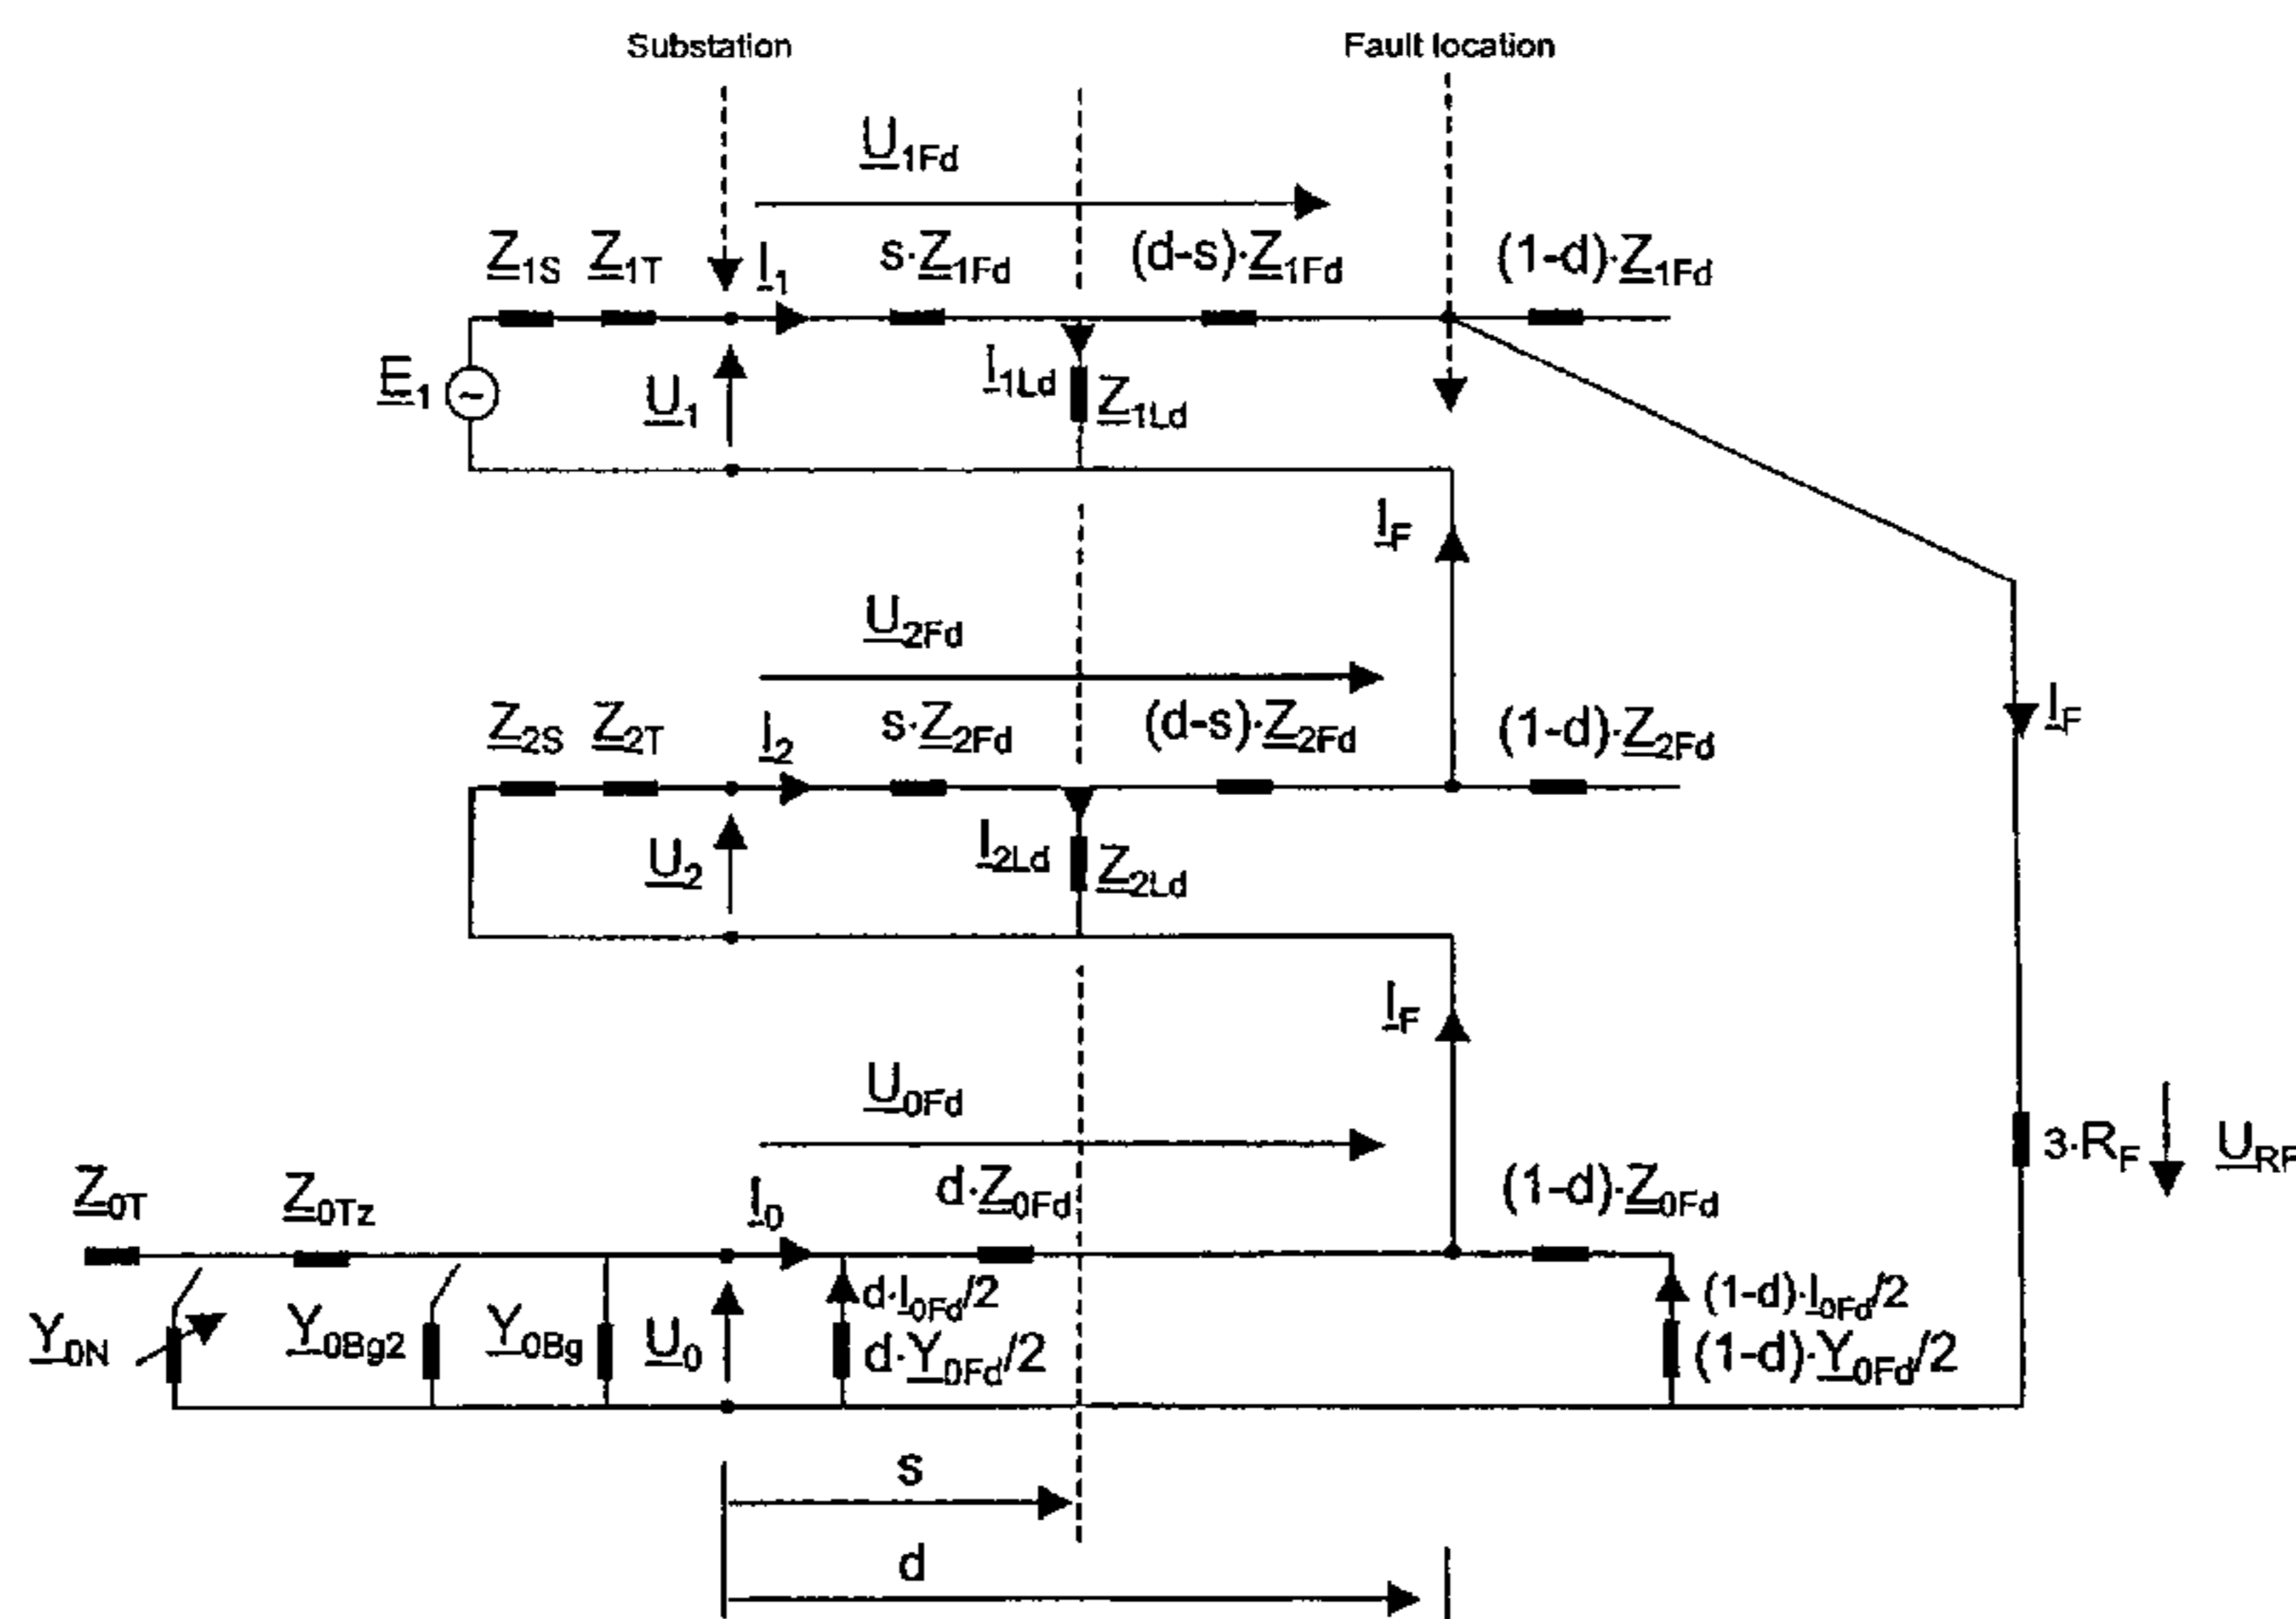 Substation
Fault location
U1Fd
Z1S
Z1T
I1
s·Z1Fd
(d-s)·Z1Fd
(1-d)·Z1Fd
E1
~
U1
I1Ld
Z1Ld
IF
U2Fd
Z2S
Z2T
I2
s·Z2Fd
(d-s)·Z2Fd
(1-d)·Z2Fd
IF
U2
I2Ld
Z2Ld
IF
U0Fd
Z0T
Z0Tz
I0
d·Z0Fd
(1-d)·Z0Fd
3·RF
URF
Y0N
Y0Bg2
Y0Bg
U0
d·I0Fd/2
d·Y0Fd/2
(1-d)·I0Fd/2
(1-d)·Y0Fd/2
s
d